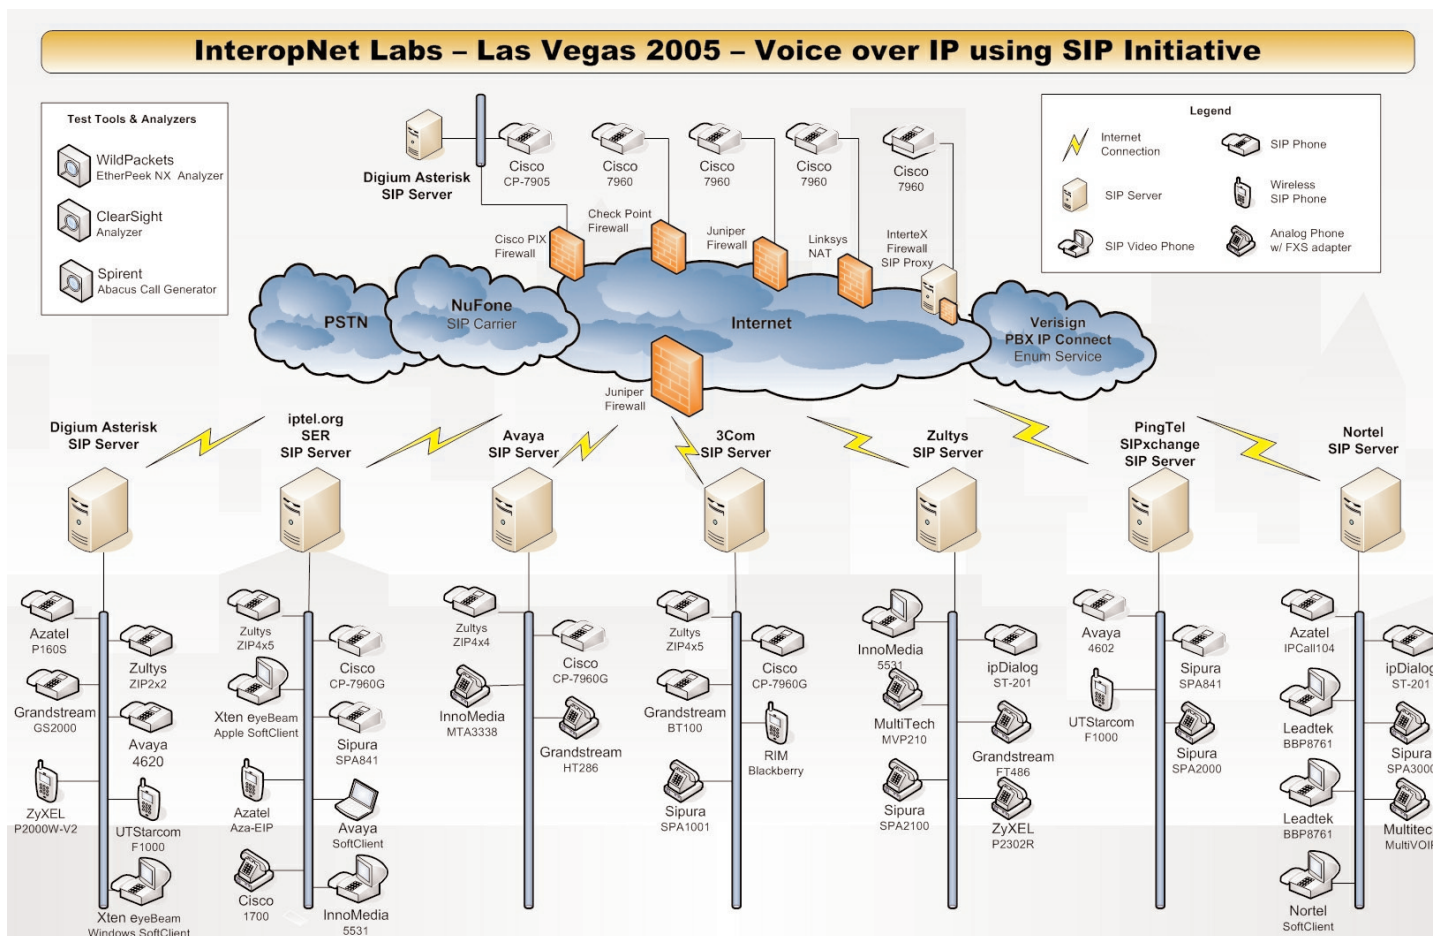 InteropNet Labs – Las Vegas 2005 – Voice over IP using SIP Initiative
Test Tools & Analyzers
WildPackets
EtherPeek NX Analyzer
ClearSight
Analyzer
Spirent
Abacus Call Generator
Digium Asterisk
SIP Server
Cisco
CP-7905
Cisco
7960
Cisco
7960
Cisco
7960
Cisco
7960
Legend
Internet
Connection
SIP Phone
SIP Server
Wireless
SIP Phone
SIP Video Phone
Analog Phone
w/ FXS adapter
Cisco PIX
Firewall
Check Point
Firewall
Juniper
Firewall
Linksys
NAT
InterteX
Firewall
SIP Proxy
PSTN
NuFone
SIP Carrier
Internet
Verisign
PBX IP Connect
Enum Service
Juniper
Firewall
Digium Asterisk
SIP Server
iptel.org
SER
SIP Server
Avaya
SIP Server
3Com
SIP Server
Zultys
SIP Server
PingTel
SIPxchange
SIP Server
Nortel
SIP Server
Azatel
P160S
Zultys
ZIP2x2
Grandstream
GS2000
Avaya
4620
ZyXEL
P2000W-V2
UTStarcom
F1000
Xten eyeBeam
Windows SoftClient
Zultys
ZIP4x5
Cisco
CP-7960G
Xten eyeBeam
Apple SoftClient
Sipura
SPA841
Azatel
Aza-EIP
Avaya
SoftClient
Cisco
1700
InnoMedia
5531
Zultys
ZIP4x4
Cisco
CP-7960G
InnoMedia
MTA3338
Grandstream
HT286
Zultys
ZIP4x5
Cisco
CP-7960G
Grandstream
BT100
RIM
Blackberry
Sipura
SPA1001
InnoMedia
5531
ipDialog
ST-201
MultiTech
MVP210
Grandstream
FT486
Sipura
SPA2100
ZyXEL
P2302R
Avaya
4602
Sipura
SPA841
UTStarcom
F1000
Sipura
SPA2000
Azatel
IPCall104
ipDialog
ST-201
Leadtek
BBP8761
Sipura
SPA3000
Leadtek
BBP8761
Multitech
MultiVOIP
Nortel
SoftClient